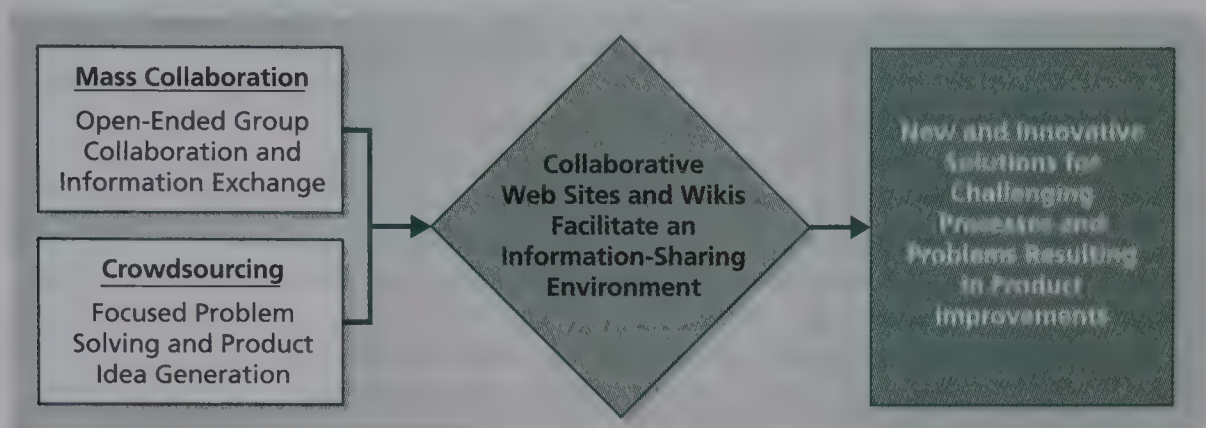 Mass Collaboration
Open-Ended Group
Collaboration and
Information Exchange
Crowdsourcing
Focused Problem
Solving and Product
Idea Generation
Collaborative
Web Sites and Wikis
Facilitate an
Information-Sharing
Environment
New and Innovative
Solutions for
Challenging
Processes and
Problems Resulting
in Product
Improvements